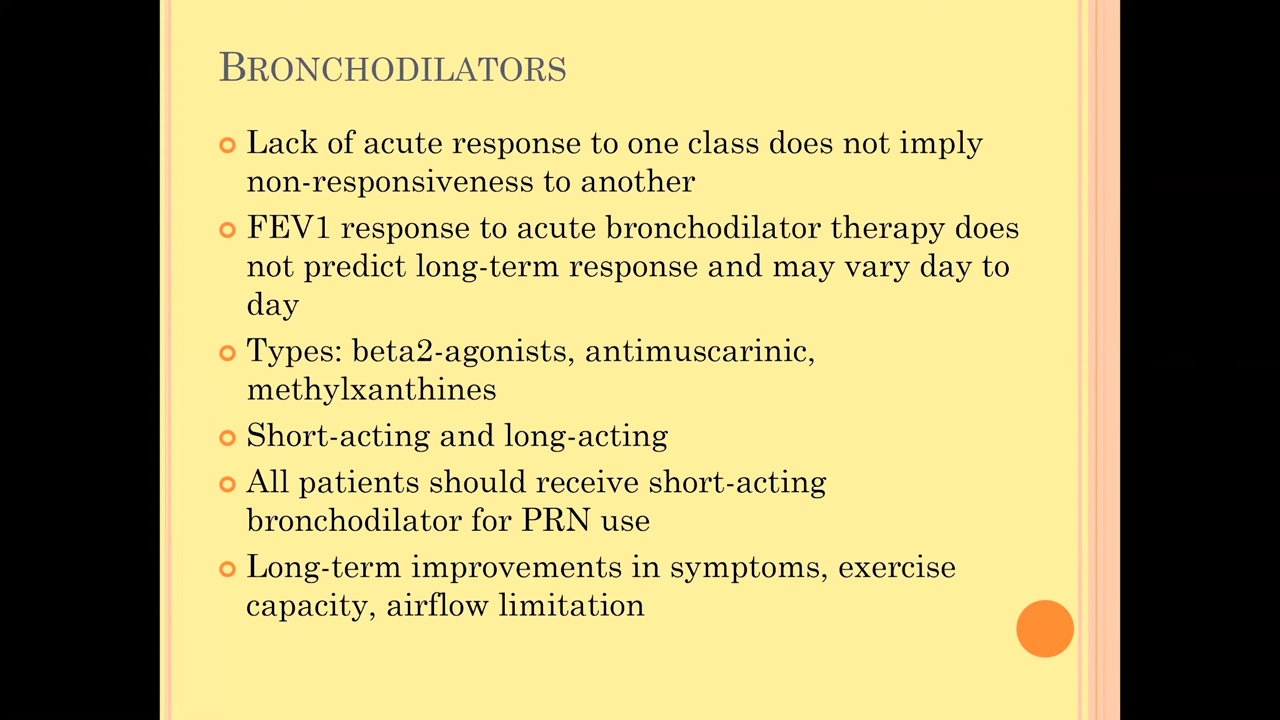 BRONCHODILATORS
Lack of acute response to one class does not imply
non-responsiveness to another
FEV1 response to acute bronchodilator therapy does
not predict long-term response and may vary day to
day
Types: beta2-agonists, antimuscarinic,
methylxanthines
Short-acting and long-acting
All patients should receive short-acting
bronchodilator for PRN use
Long-term improvements in symptoms, exercise
capacity, airflow limitation